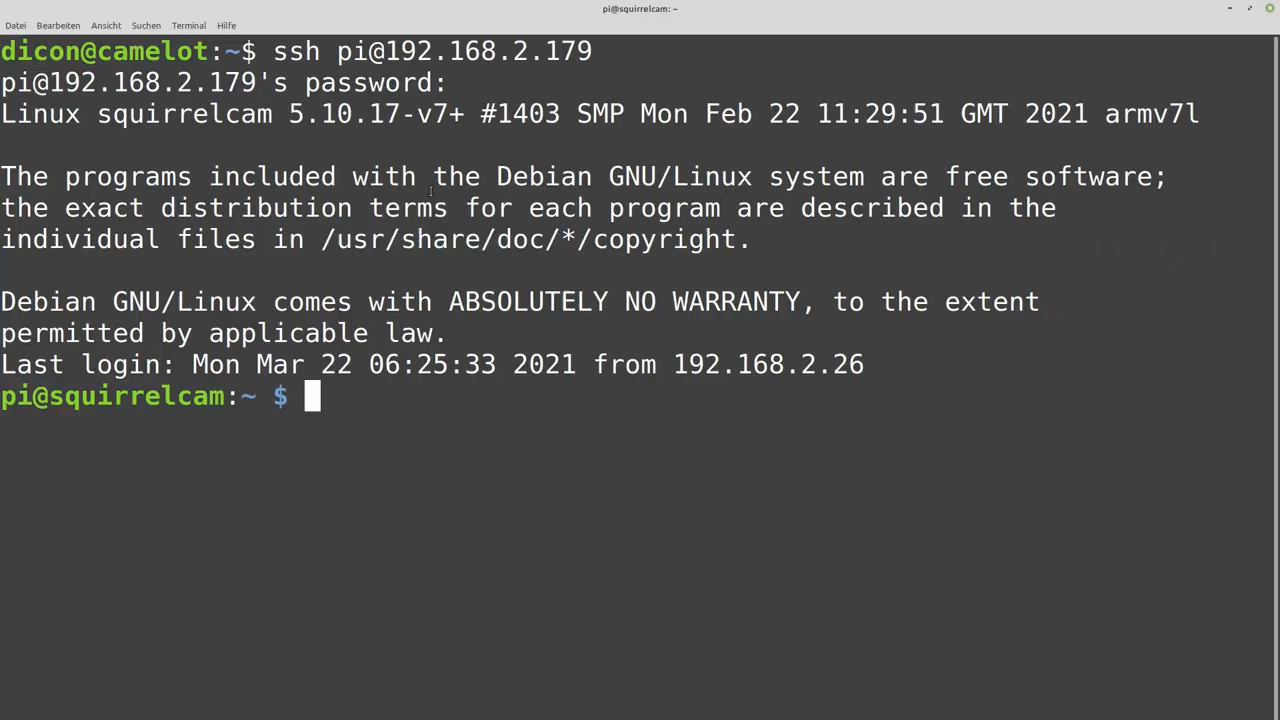 pi@squirrelcam: ~
Datei Bearbeiten Ansicht Suchen Terminal Hilfe
dicon@camelot:~$ ssh pi@192.168.2.179
pi@192.168.2.179's password:
Linux squirrelcam 5.10.17-v7+ #1403 SMP Mon Feb 22 11:29:51 GMT 2021 armv7l
The programs included with the Debian GNU/Linux system are free software;
the exact distribution terms for each program are described in the
individual files in /usr/share/doc/*/copyright.
Debian GNU/Linux comes with ABSOLUTELY NO WARRANTY, to the extent
permitted by applicable law.
Last login: Mon Mar 22 06:25:33 2021 from 192.168.2.26
pi@squirrelcam:~ $